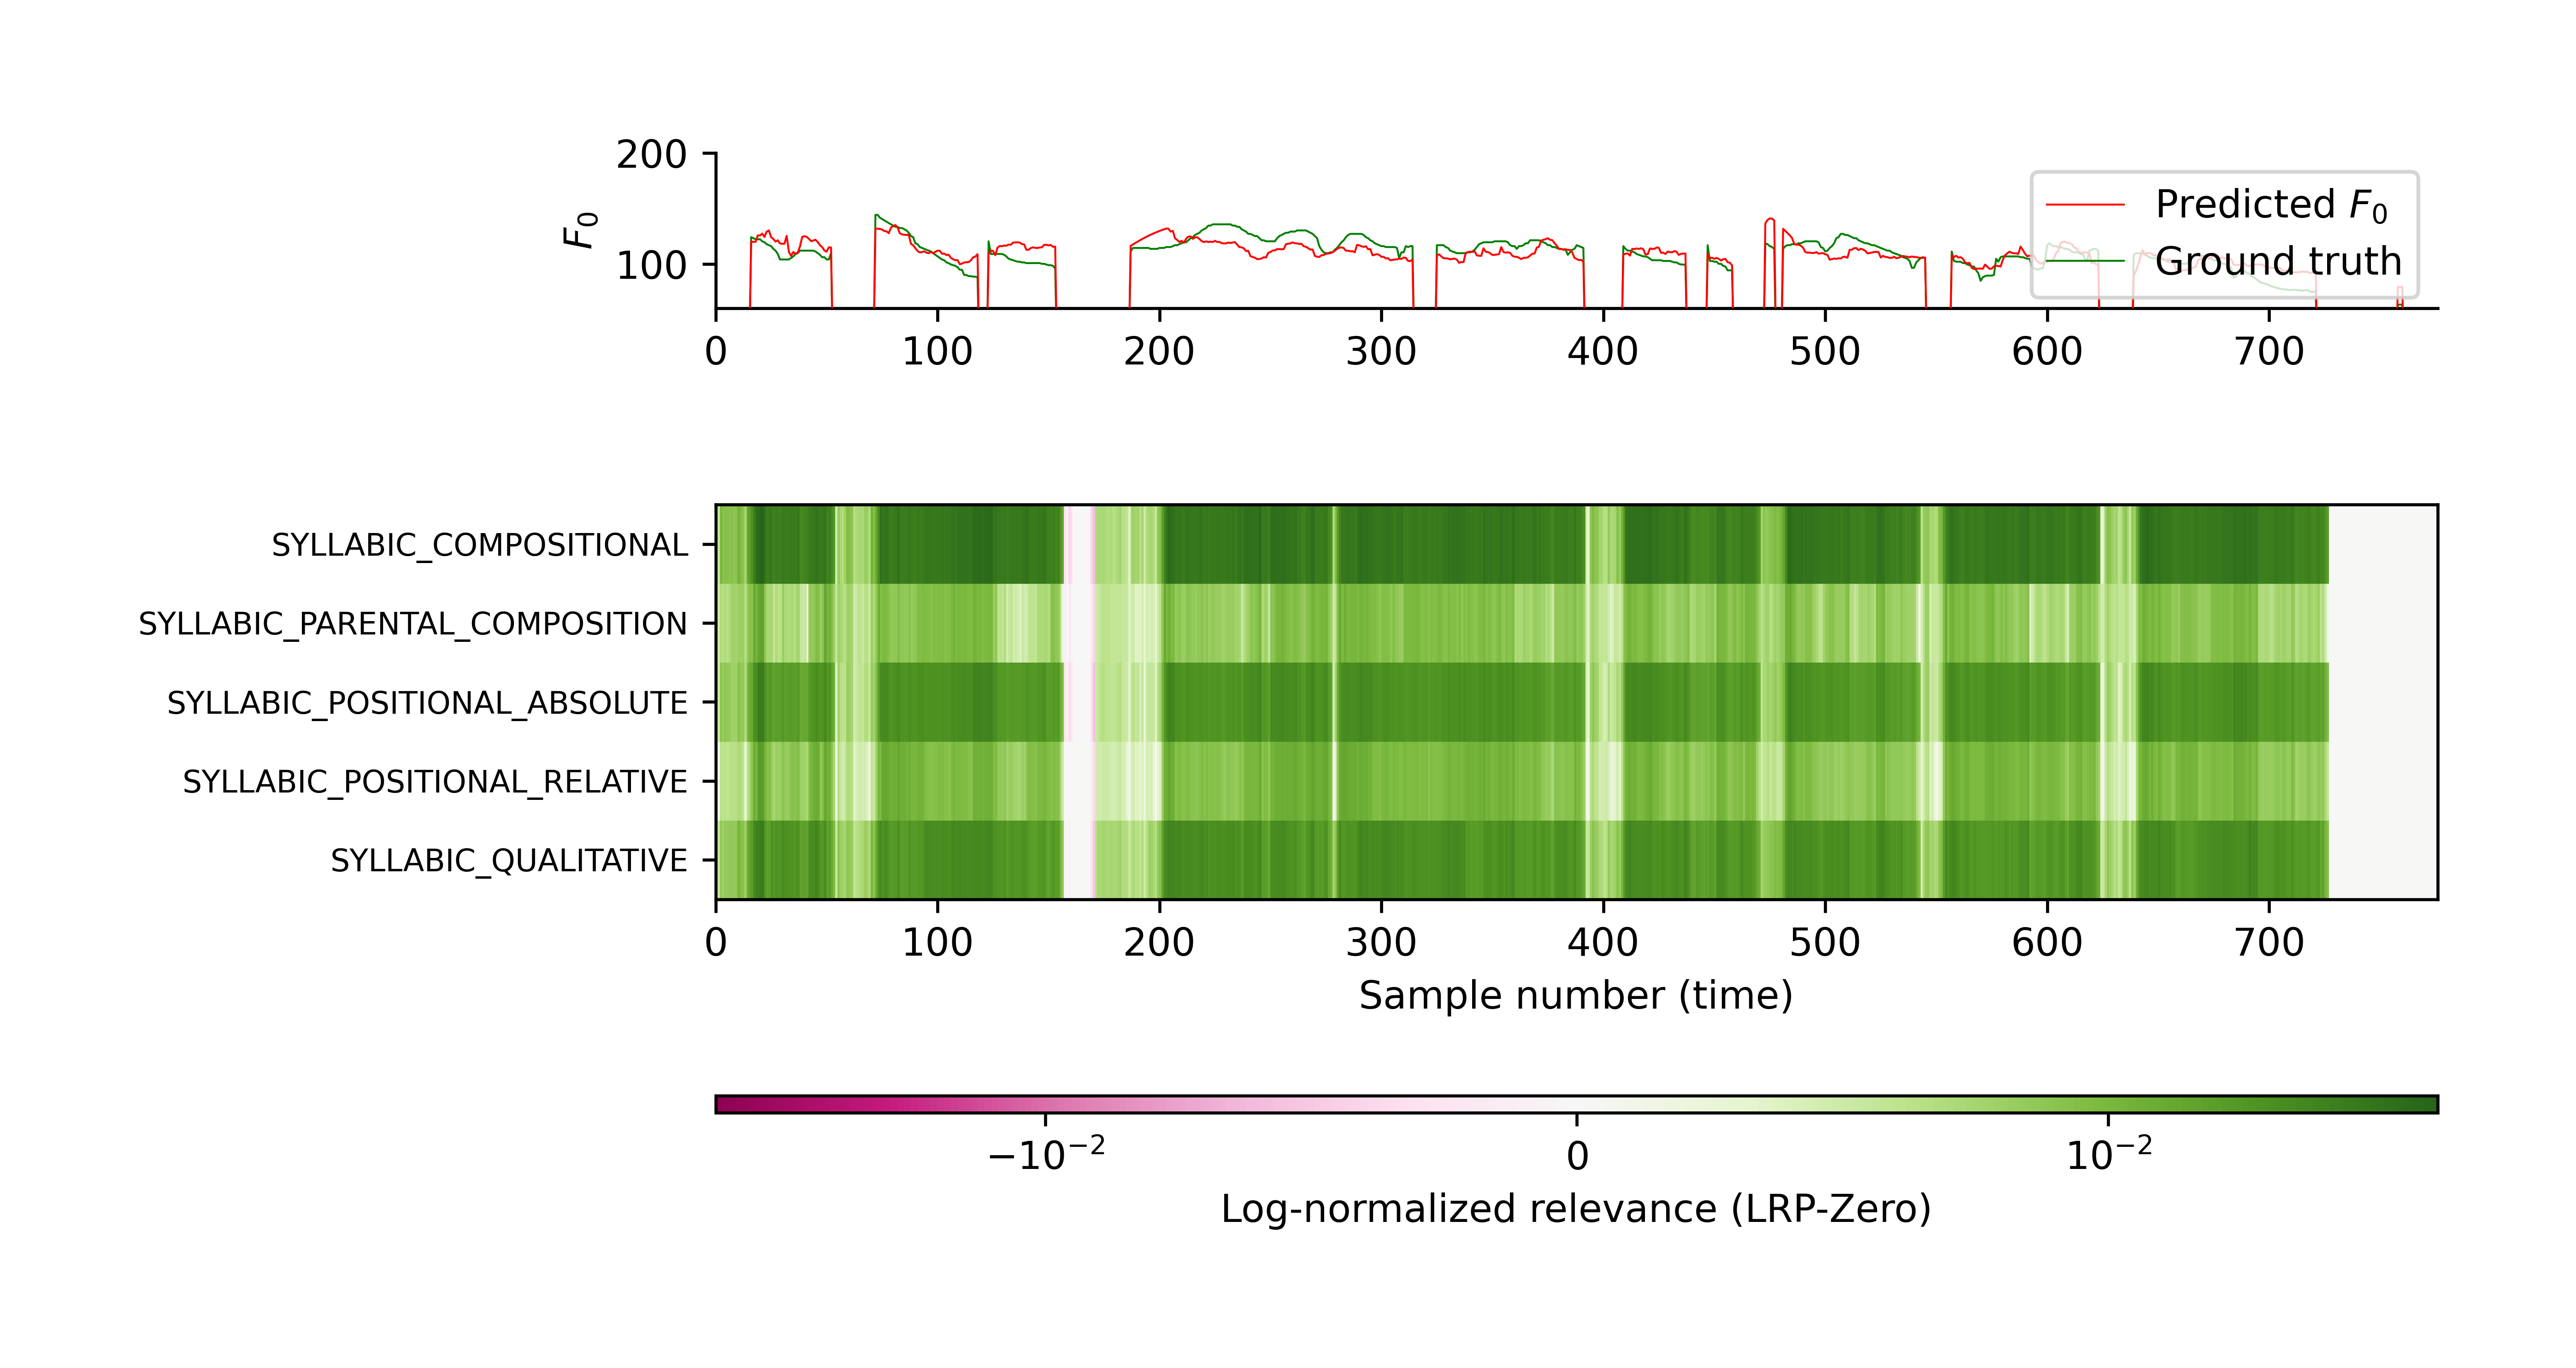 200
100
F₀
Predicted F₀
Ground truth
0 100 200 300 400 500 600 700
SYLLABIC_COMPOSITIONAL
SYLLABIC_PARENTAL_COMPOSITION
SYLLABIC_POSITIONAL_ABSOLUTE
SYLLABIC_POSITIONAL_RELATIVE
SYLLABIC_QUALITATIVE
0 100 200 300 400 500 600 700
Sample number (time)
−10⁻² 0 10⁻²
Log-normalized relevance (LRP-Zero)